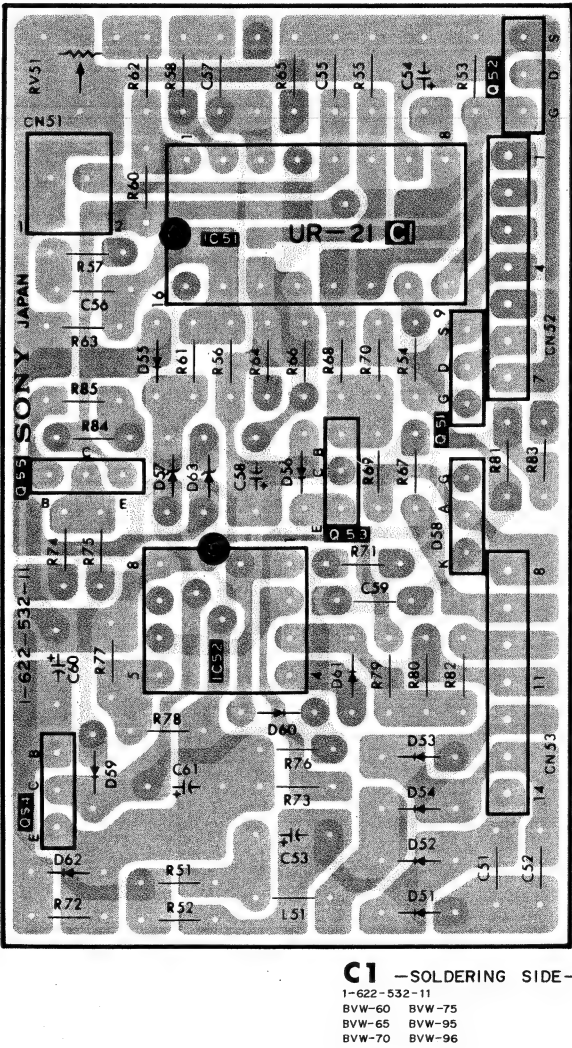 RV51
R62
R58
C57
R65
C55
R55
C54
+
R53
Q52
S
D
G
CN51
1
2
R60
1
8
IC51
UR-21 C1
16
9
1
4
7
CN52
R57
C56
R63
D55
R61
R56
R64
R66
R68
R70
R54
S
D
G
Q51
JAPAN
SONY
R85
R84
Q55
B
C
E
D57
D63
C58
+
D56
B
C
E
Q53
R69
R67
G
A
K
D58
R81
R83
R74
R75
8
1
5
4
IC52
R71
C59
8
11
14
CN53
1-622-532-11
+
C60
R77
D61
R79
R80
R82
R78
D60
B
C
E
Q54
D59
C61
+
R76
R73
D53
D54
+
C53
D52
D62
R51
C51
C52
R72
R52
L51
D51
C1 -SOLDERING SIDE-
1-622-532-11
BVW-60 BVW-75
BVW-65 BVW-95
BVW-70 BVW-96